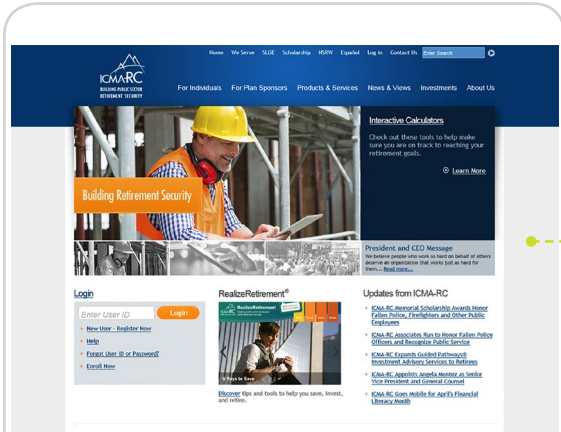 Home We Serve SLGE Scholarship NSRW Español Log in Contact Us Enter Search
ICMARC
BUILDING PUBLIC SECTOR
RETIREMENT SECURITY
For Individuals For Plan Sponsors Products & Services News & Views Investments About Us
Interactive Calculators
Check out these tools to help make
sure you are on track to reaching your
retirement goals.
Learn More
Building Retirement Security
President and CEO Message
We believe people who work so hard on behalf of others
deserve an organization that works just as hard for
them... Read more...
Login
Enter User ID Login
New User - Register Now
Help
Forgot User ID or Password?
Enroll Now
RealizeRetirement®
RealizeRetirement
9 Ways to Save
Discover tips and tools to help you save, invest,
and retire.
Updates from ICMA-RC
ICMA-RC Memorial Scholarship Awards Honor
Fallen Police, Firefighters and Other Public
Employees
ICMA-RC Associates Run to Honor Fallen Police
Officers and Recognize Public Service
ICMA-RC Expands Guided Pathways®
Investment Advisory Services to Retirees
ICMA-RC Appoints Angela Montez as Senior
Vice President and General Counsel
ICMA-RC Goes Mobile for April's Financial
Literacy Month